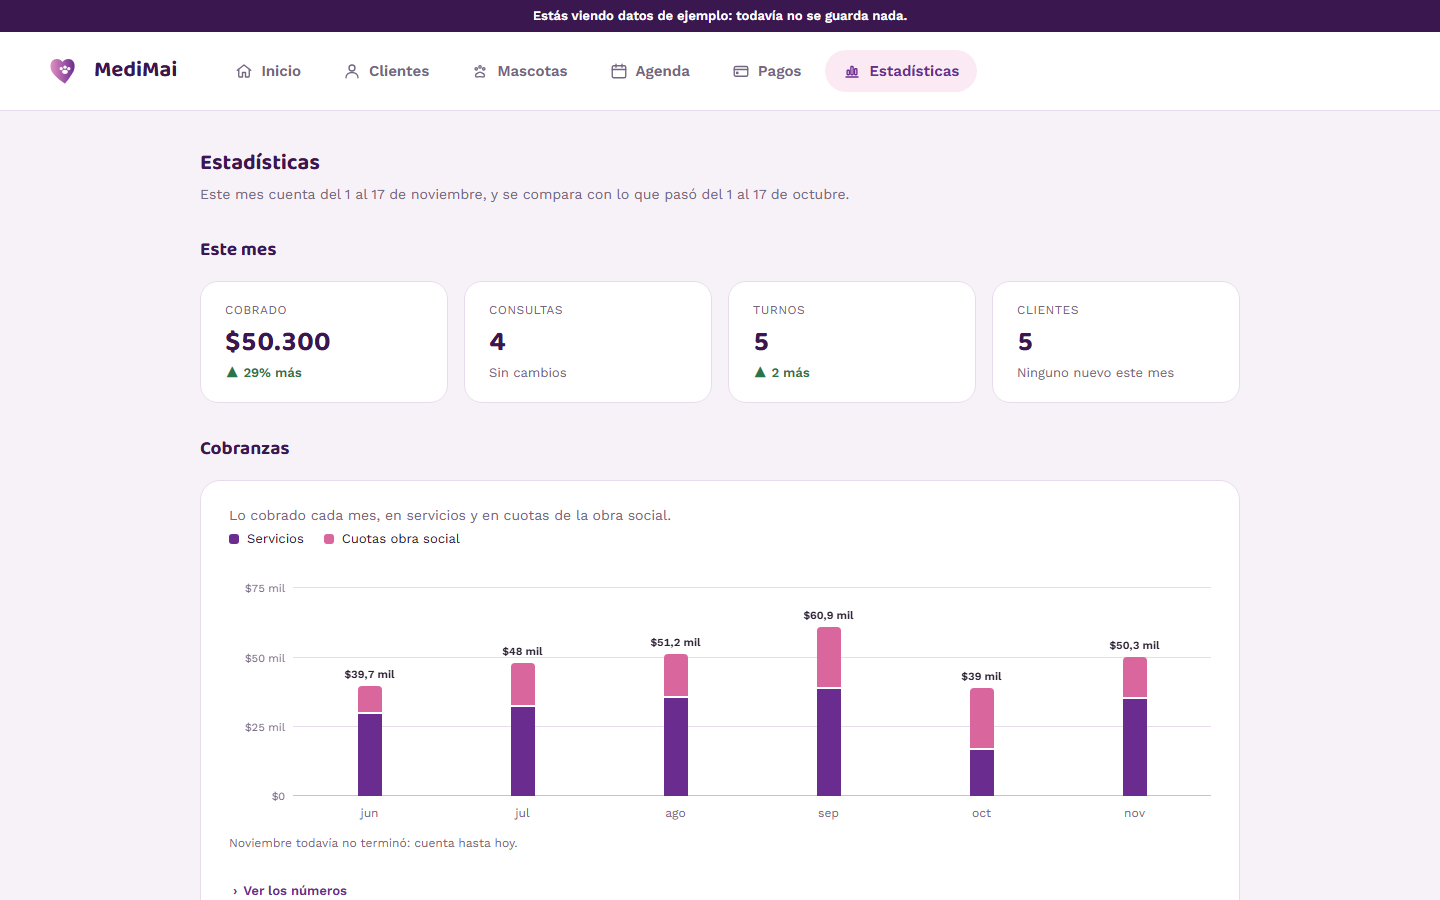 Estás viendo datos de ejemplo: todavía no se guarda nada.
MediMai
Inicio
Clientes
Mascotas
Agenda
Pagos
Estadísticas
Estadísticas
Este mes cuenta del 1 al 17 de noviembre, y se compara con lo que pasó del 1 al 17 de octubre.
Este mes
COBRADO
$50.300
▲ 29% más
CONSULTAS
4
Sin cambios
TURNOS
5
▲ 2 más
CLIENTES
5
Ninguno nuevo este mes
Cobranzas
Lo cobrado cada mes, en servicios y en cuotas de la obra social.
Servicios
Cuotas obra social
$75 mil
$50 mil
$25 mil
$0
$39,7 mil
$48 mil
$51,2 mil
$60,9 mil
$39 mil
$50,3 mil
jun
jul
ago
sep
oct
nov
Noviembre todavía no terminó: cuenta hasta hoy.
› Ver los números